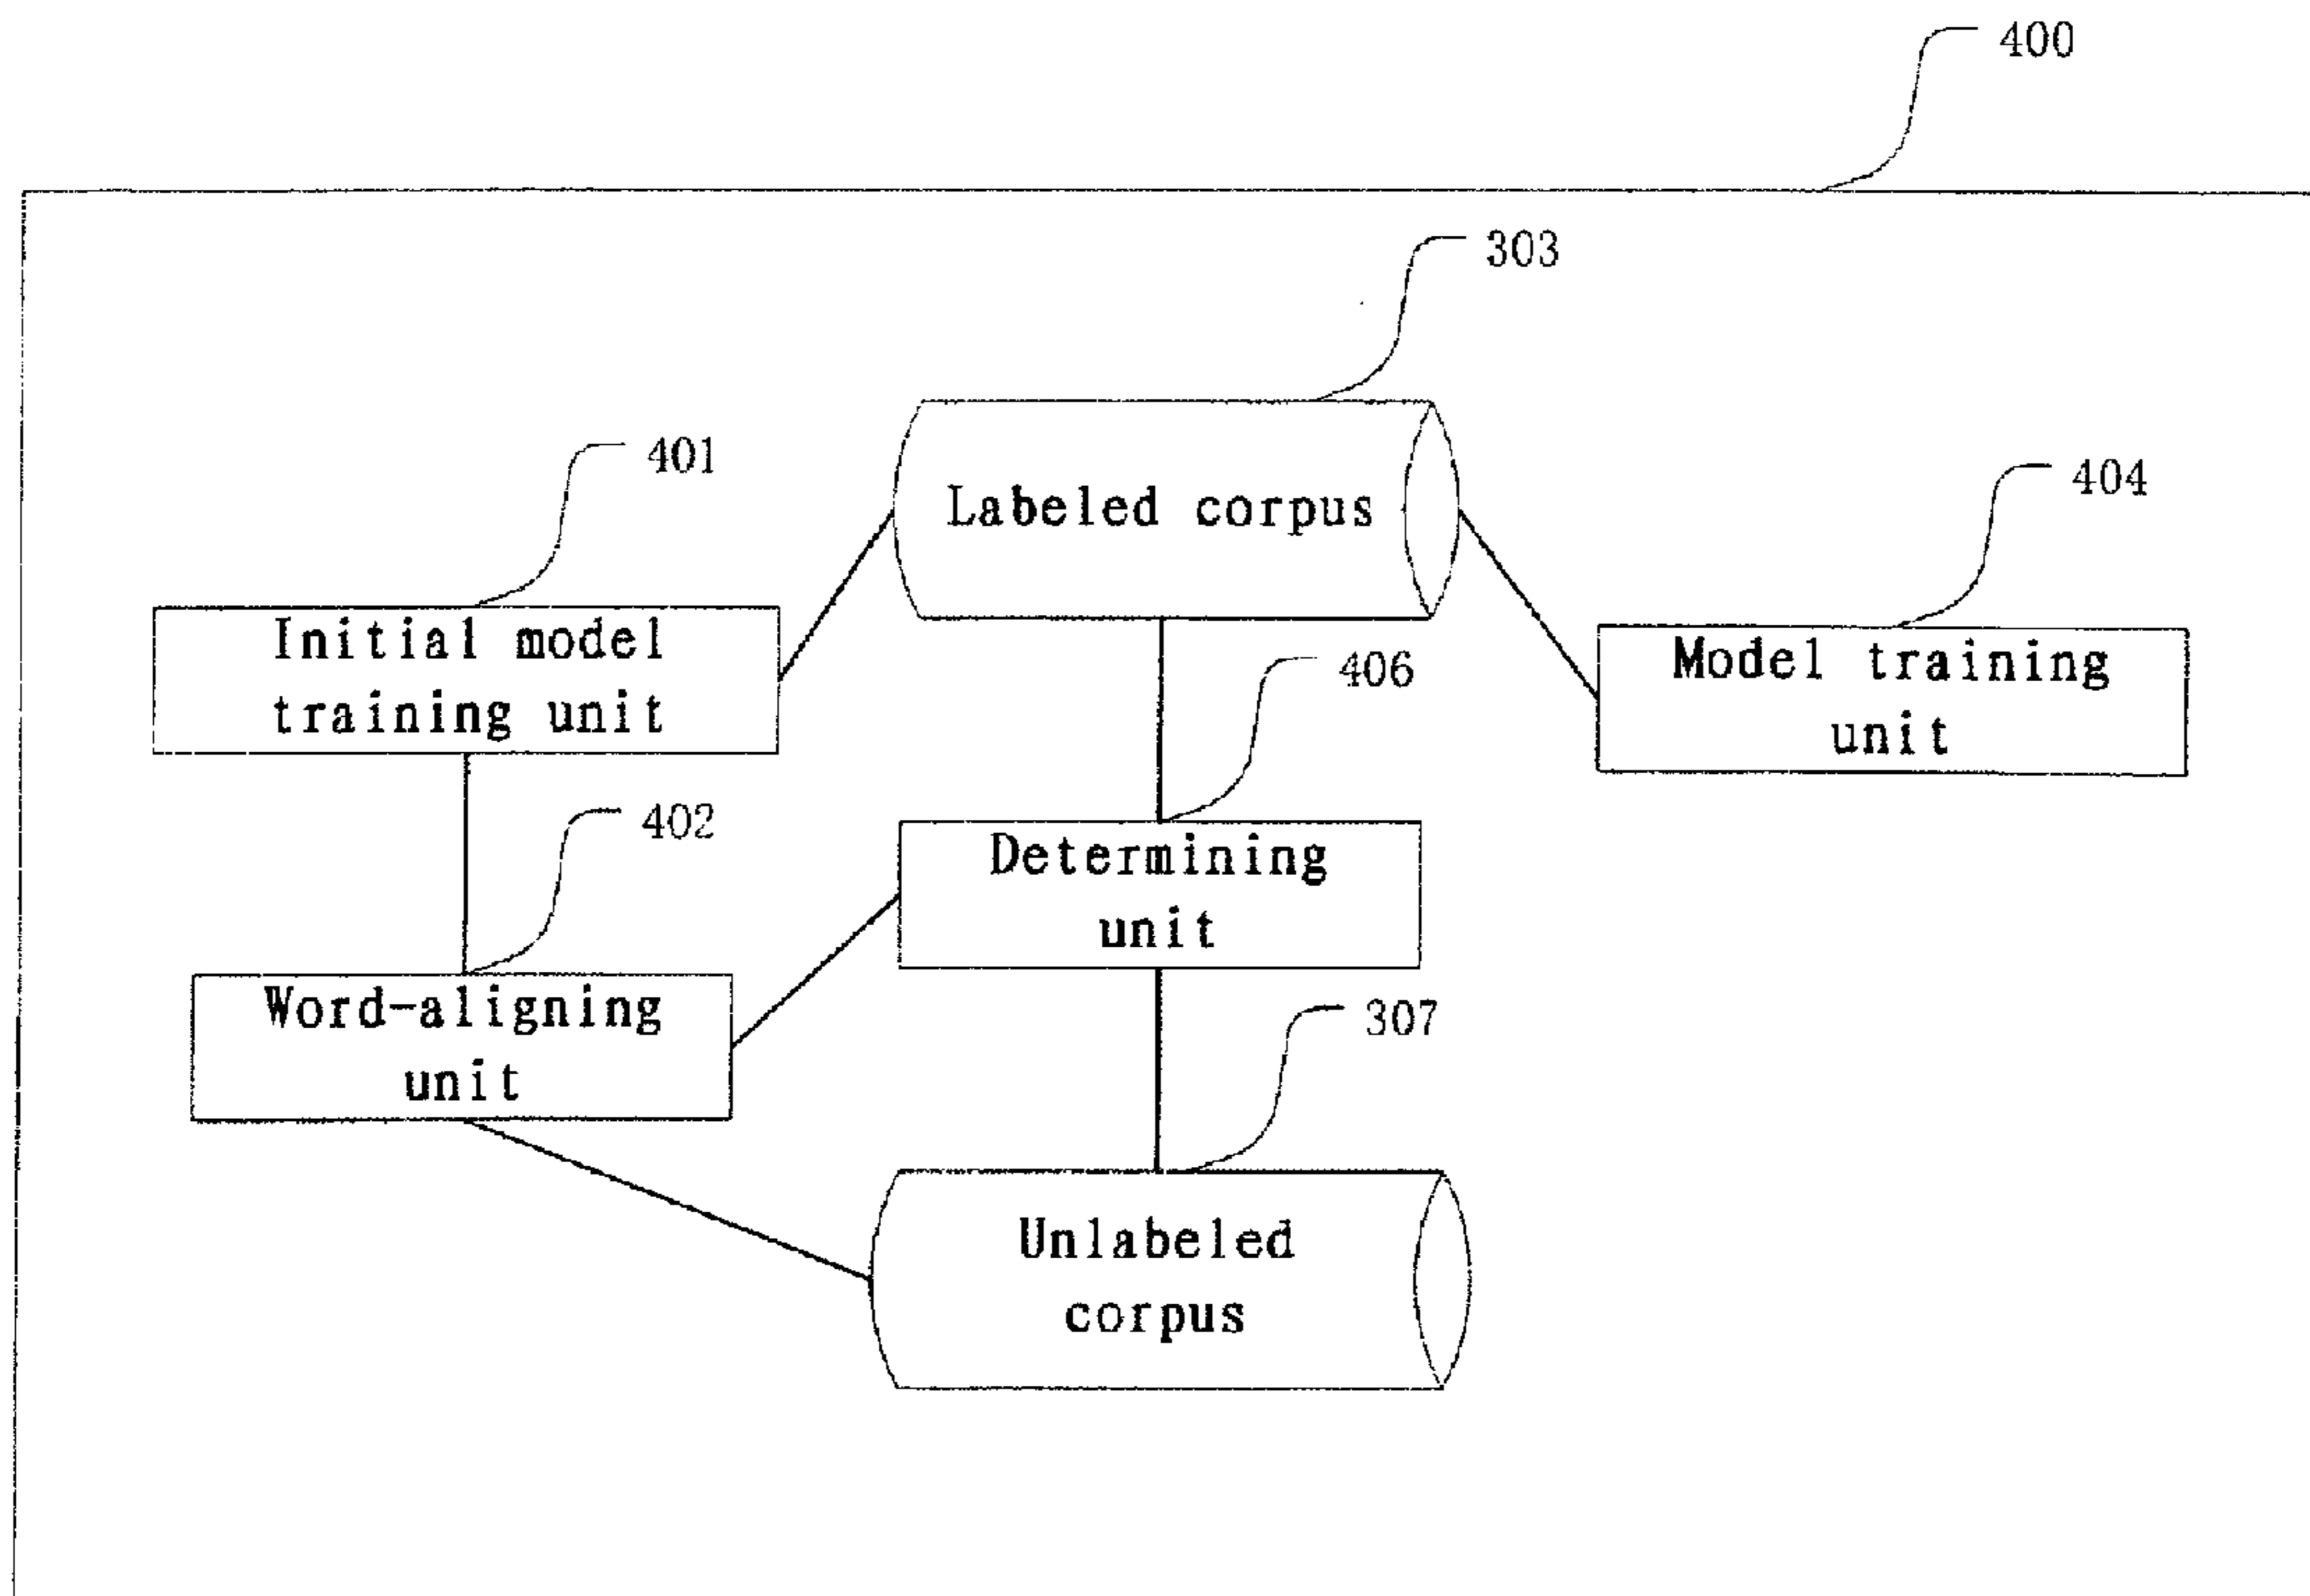 400
303
Labeled corpus
401
404
Initial model
training unit
Model training
unit
406
402
Determining
unit
Word-aligning
unit
307
Unlabeled
corpus